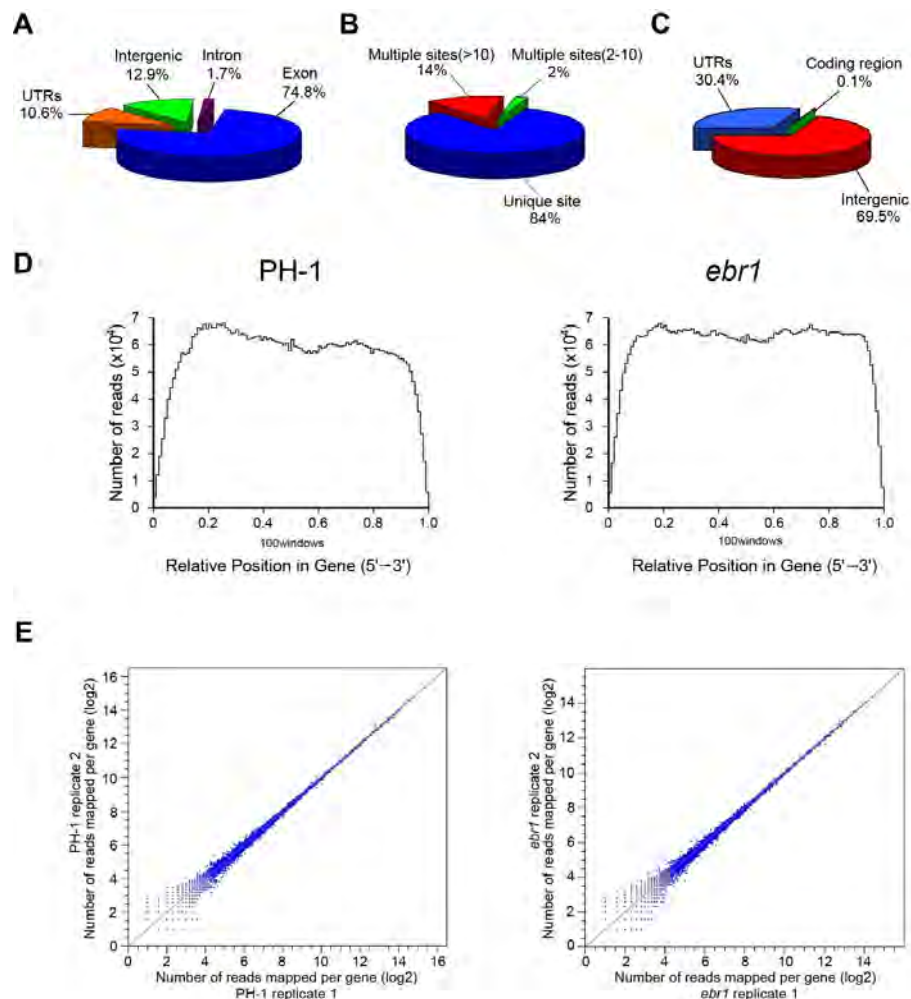 A
Intergenic
12.9%
Intron
1.7%
Exon
74.8%
UTRs
10.6%
B
Multiple sites(>10)
14%
Multiple sites(2-10)
2%
Unique site
84%
C
UTRs
30.4%
Coding region
0.1%
Intergenic
69.5%
D
PH-1
Number of reads (x10⁴)
7
6
5
4
3
2
1
0
0 0.2 0.4 0.6 0.8 1.0
100windows
Relative Position in Gene (5'→3')
ebr1
Number of reads (x10⁴)
7
6
5
4
3
2
1
0
0 0.2 0.4 0.6 0.8 1.0
100windows
Relative Position in Gene (5'→3')
E
PH-1 replicate 2
Number of reads mapped per gene (log2)
16
14
12
10
8
6
4
2
0
0 2 4 6 8 10 12 14 16
Number of reads mapped per gene (log2)
PH-1 replicate 1
ebr1 replicate 2
Number of reads mapped per gene (log2)
14
12
10
8
6
4
2
0
0 2 4 6 8 10 12 14
Number of reads mapped per gene (log2)
ebr1 replicate 1